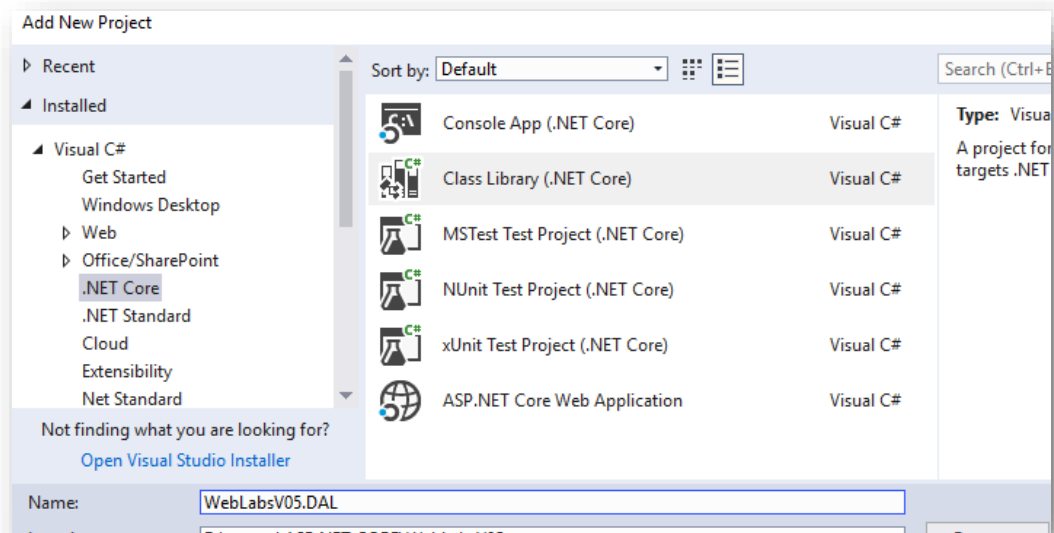 Add New Project
Recent
Installed
Visual C#
Get Started
Windows Desktop
Web
Office/SharePoint
.NET Core
.NET Standard
Cloud
Extensibility
Net Standard
Not finding what you are looking for?
Open Visual Studio Installer
Sort by: Default
Console App (.NET Core) Visual C#
Class Library (.NET Core) Visual C#
MSTest Test Project (.NET Core) Visual C#
NUnit Test Project (.NET Core) Visual C#
xUnit Test Project (.NET Core) Visual C#
ASP.NET Core Web Application Visual C#
Search (Ctrl+E
Type: Visua
A project for
targets .NET
Name: WebLabsV05.DAL